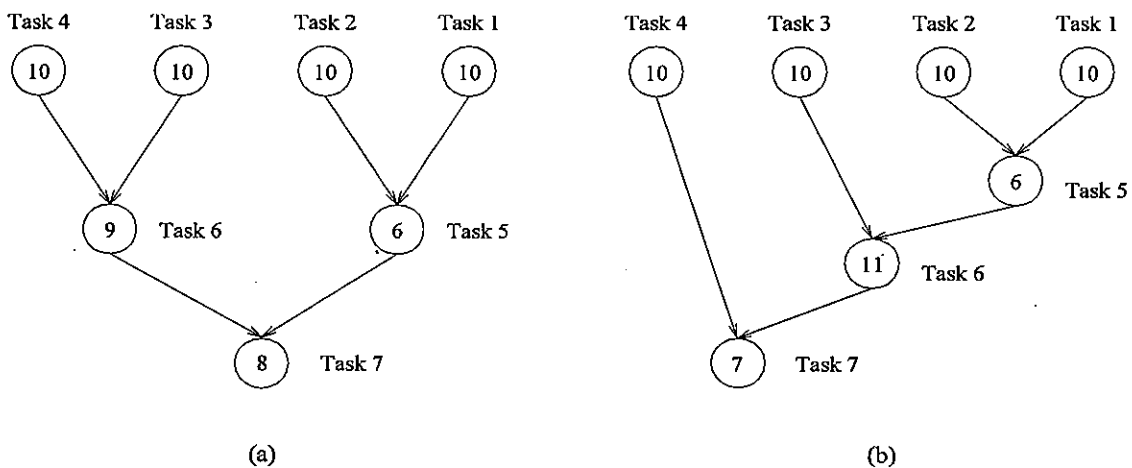 Task 4 Task 3 Task 2 Task 1
10 10 10 10
9 Task 6 6 Task 5
8 Task 7
(a)
Task 4 Task 3 Task 2 Task 1
10 10 10 10
6 Task 5
11 Task 6
7 Task 7
(b)